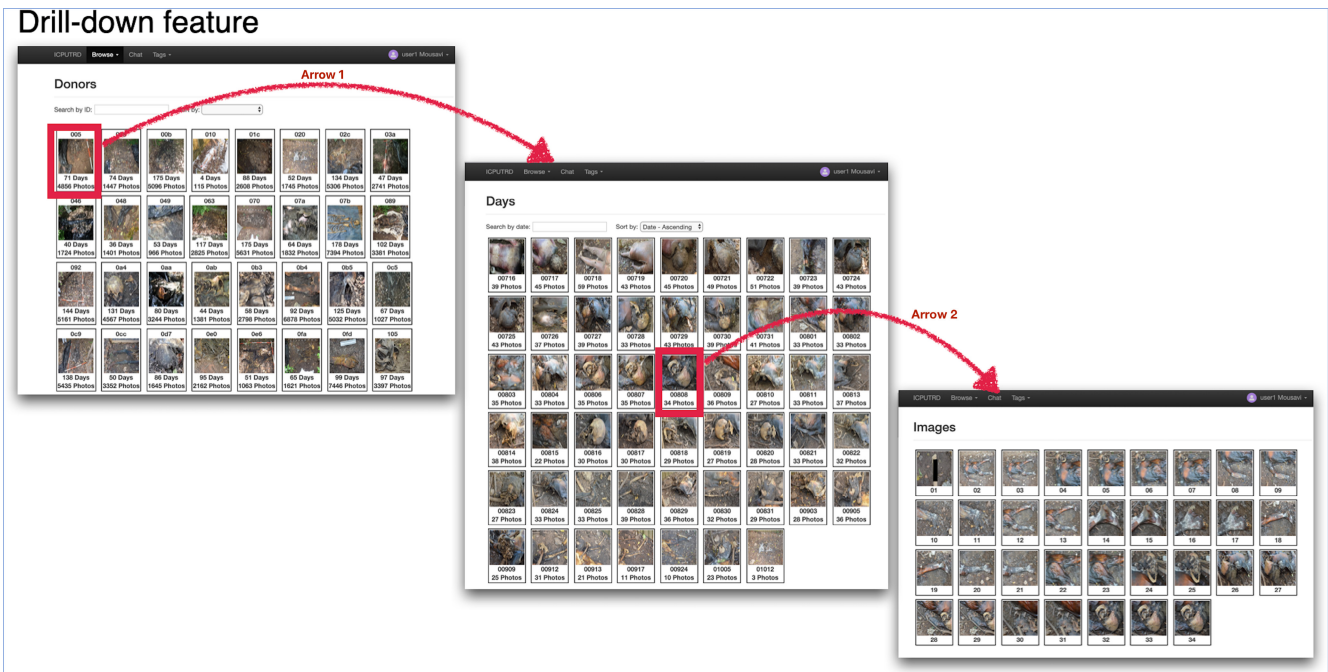 Drill-down feature
ICPUTRD Browse Chat Tags user1 Mousavi
Arrow 1
Donors
Search by ID: by:
005 00b 010 01c 020 02c 03a
71 Days 74 Days 175 Days 4 Days 88 Days 52 Days 134 Days 47 Days
4856 Photos 1447 Photos 5096 Photos 115 Photos 2608 Photos 1745 Photos 5306 Photos 2741 Photos
046 048 049 063 070 07a 07b 089
40 Days 36 Days 53 Days 117 Days 175 Days 64 Days 178 Days 102 Days
1724 Photos 1401 Photos 966 Photos 2825 Photos 5631 Photos 1832 Photos 7394 Photos 3381 Photos
092 0a4 0aa 0ab 0b3 0b4 0b5 0c5
144 Days 131 Days 80 Days 44 Days 58 Days 92 Days 125 Days 67 Days
5161 Photos 4567 Photos 3244 Photos 1381 Photos 2798 Photos 6878 Photos 5032 Photos 1027 Photos
0c9 0cc 0d7 0e0 0e6 0fa 0fd 105
138 Days 50 Days 86 Days 95 Days 51 Days 65 Days 99 Days 97 Days
5435 Photos 3352 Photos 1645 Photos 2162 Photos 1063 Photos 1621 Photos 7446 Photos 3397 Photos
ICPUTRD Browse Chat Tags user1 Mousavi
Days
Search by date: Sort by: Date - Ascending
00716 00717 00718 00719 00720 00721 00722 00723 00724
39 Photos 45 Photos 59 Photos 43 Photos 45 Photos 49 Photos 51 Photos 39 Photos 43 Photos
00725 00726 00727 00728 00729 00730 00731 00801 00802
43 Photos 37 Photos 39 Photos 39 Photos 43 Photos 39 Photos 41 Photos 33 Photos 33 Photos
00803 00804 00806 00807 00808 00809 00810 00811 00813
35 Photos 33 Photos 35 Photos 35 Photos 34 Photos 36 Photos 27 Photos 33 Photos 37 Photos
00814 00815 00816 00817 00818 00819 00820 00821 00822
38 Photos 22 Photos 30 Photos 30 Photos 29 Photos 27 Photos 28 Photos 33 Photos 32 Photos
00823 00824 00825 00828 00829 00830 00831 00903 00905
27 Photos 33 Photos 33 Photos 39 Photos 36 Photos 32 Photos 29 Photos 28 Photos 36 Photos
00909 00912 00913 00917 00924 01005 01012
25 Photos 31 Photos 21 Photos 11 Photos 10 Photos 23 Photos 3 Photos
Arrow 2
ICPUTRD Browse Chat Tags user1 Mousavi
Images
01 02 03 04 05 06 07 08 09
10 11 12 13 14 15 16 17 18
19 20 21 22 23 24 25 26 27
28 29 30 31 32 33 34